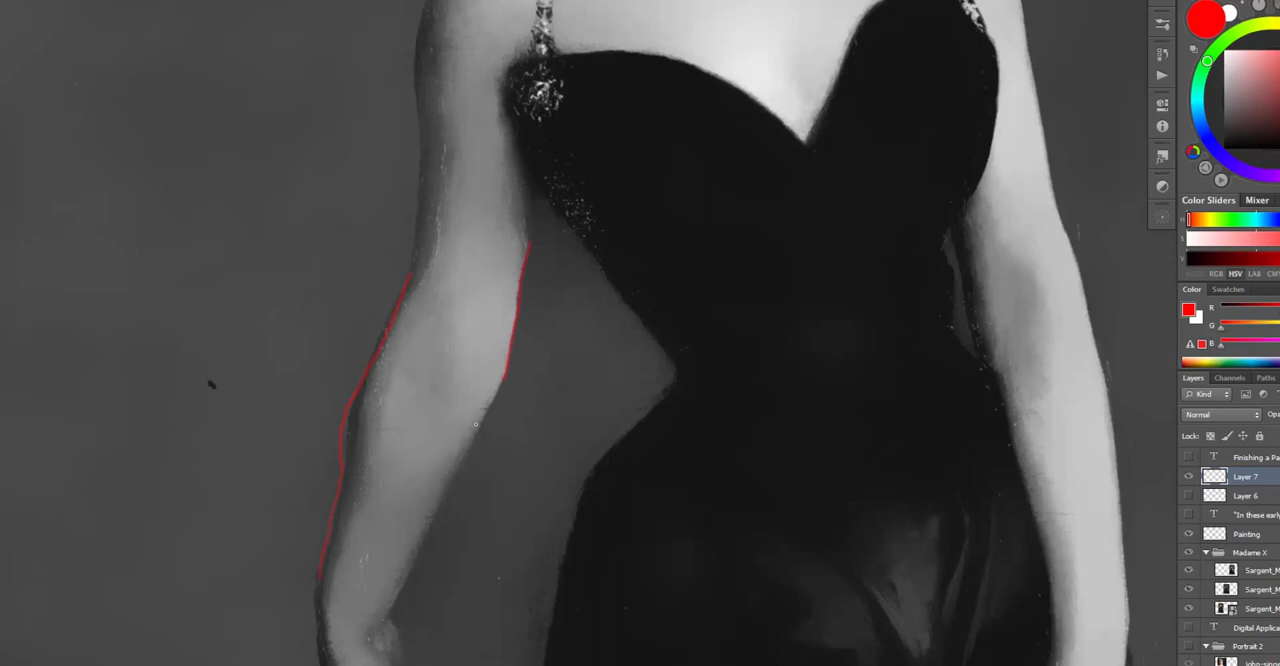 Color Sliders Mixer
H
S
V
RGB HSV LAB
Color Swatches
R
G
B
Layers Channels Paths
Kind
Normal
Lock:
T Finishing a Pa
Layer 7
Layer 6
T "In these early
Painting
Madame X
Sargent_M
Sargent_M
Sargent_M
T Digital Applica
Portrait 2